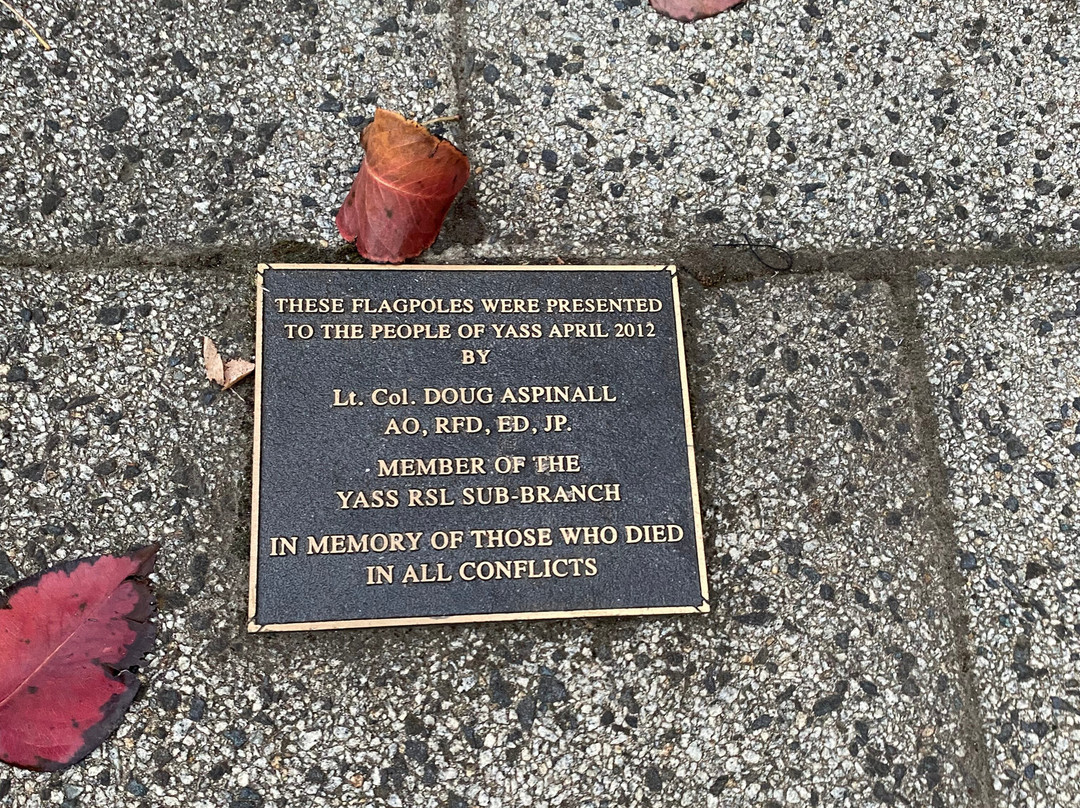 THESE FLAGPOLES WERE PRESENTED
TO THE PEOPLE OF YASS APRIL 2012
BY
Lt. Col. DOUG ASPINALL
AO, RFD, ED, JP.
MEMBER OF THE
YASS RSL SUB-BRANCH
IN MEMORY OF THOSE WHO DIED
IN ALL CONFLICTS